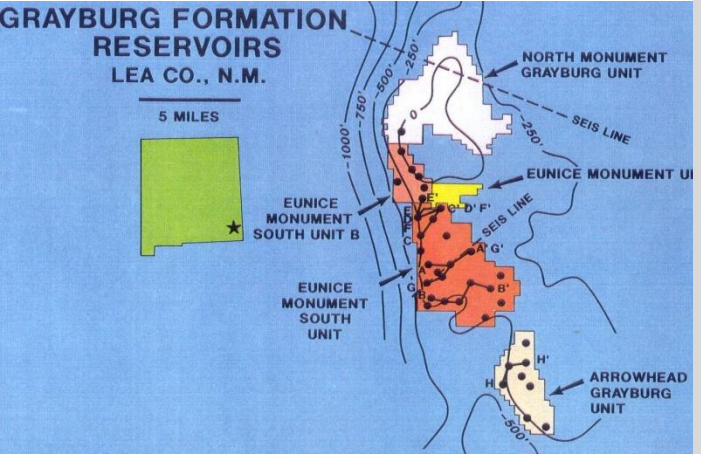 GRAYBURG FORMATION
RESERVOIRS
LEA CO., N.M.
5 MILES
-1000'
-750'
-500'
-250'
0
NORTH MONUMENT
GRAYBURG UNIT
SEIS LINE
-250'
EUNICE MONUMENT U
EUNICE
MONUMENT
SOUTH UNIT B
E'
C' D' F'
E
D
F
C
SEIS LINE
A' G'
A
G
B
B'
EUNICE
MONUMENT
SOUTH
UNIT
H'
H
ARROWHEAD
GRAYBURG
UNIT
-500'